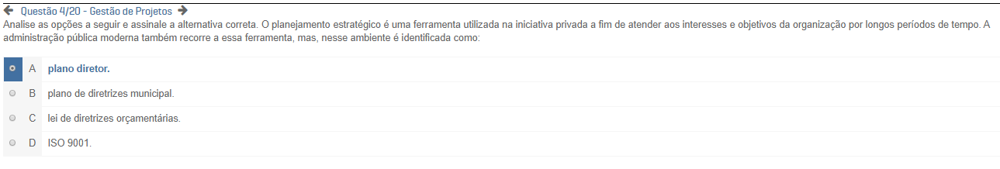 Questão 4/20 - Gestão de Projetos
Analise as opções a seguir e assinale a alternativa correta. O planejamento estratégico é uma ferramenta utilizada na iniciativa privada a fim de atender aos interesses e objetivos da organização por longos períodos de tempo. A
administração pública moderna também recorre a essa ferramenta, mas, nesse ambiente é identificada como:
A plano diretor.
B plano de diretrizes municipal.
C lei de diretrizes orçamentárias.
D ISO 9001.